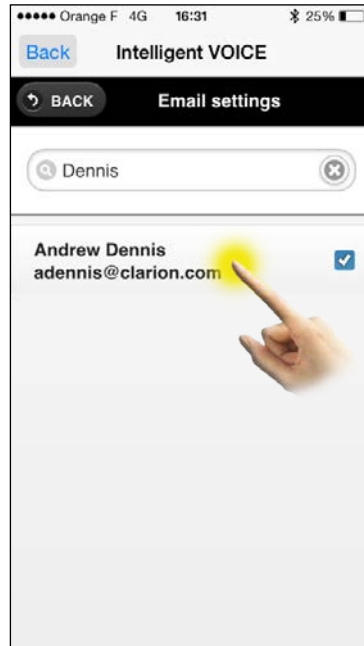 Orange F 4G 16:31 25%
Back Intelligent VOICE
BACK Email settings
Dennis
Andrew Dennis
adennis@clarion.com